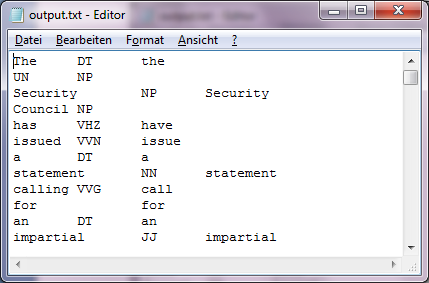 output.txt - Editor
Datei Bearbeiten Format Ansicht ?
The DT the
UN NP
Security NP Security
Council NP
has VHZ have
issued VVN issue
a DT a
statement NN statement
calling VVG call
for for
an DT an
impartial JJ impartial